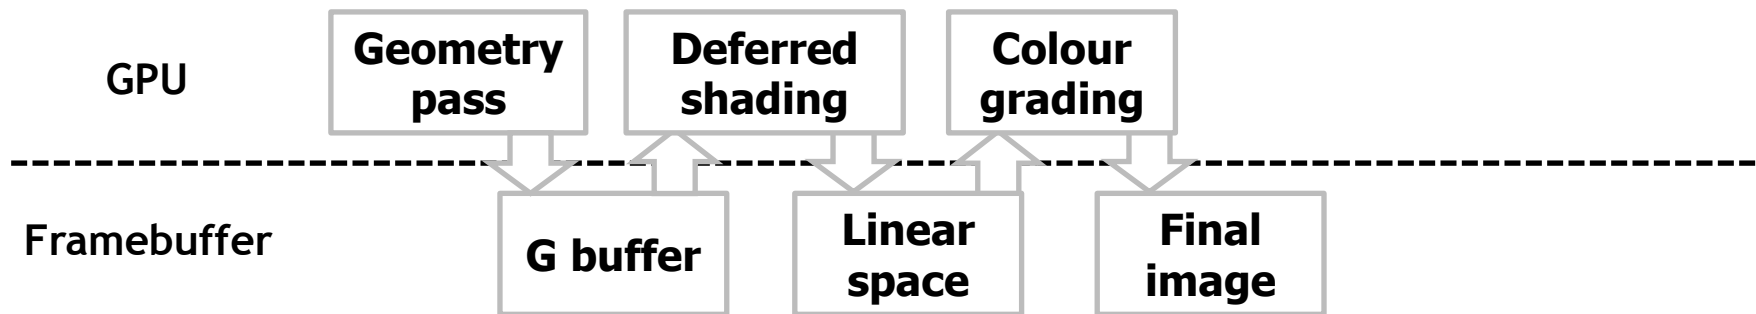 GPU
Geometry
pass
Deferred
shading
Colour
grading
Framebuffer
G buffer
Linear
space
Final
image